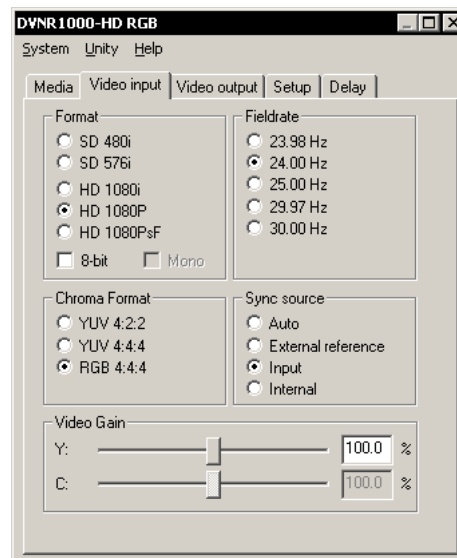 DVNR1000-HD RGB
System Unity Help
Media Video input Video output Setup Delay
Format
SD 480i
SD 576i
HD 1080i
HD 1080P
HD 1080PsF
8-bit Mono
Fieldrate
23.98 Hz
24.00 Hz
25.00 Hz
29.97 Hz
30.00 Hz
Chroma Format
YUV 4:2:2
YUV 4:4:4
RGB 4:4:4
Sync source
Auto
External reference
Input
Internal
Video Gain
Y: 100.0 %
C: 100.0 %